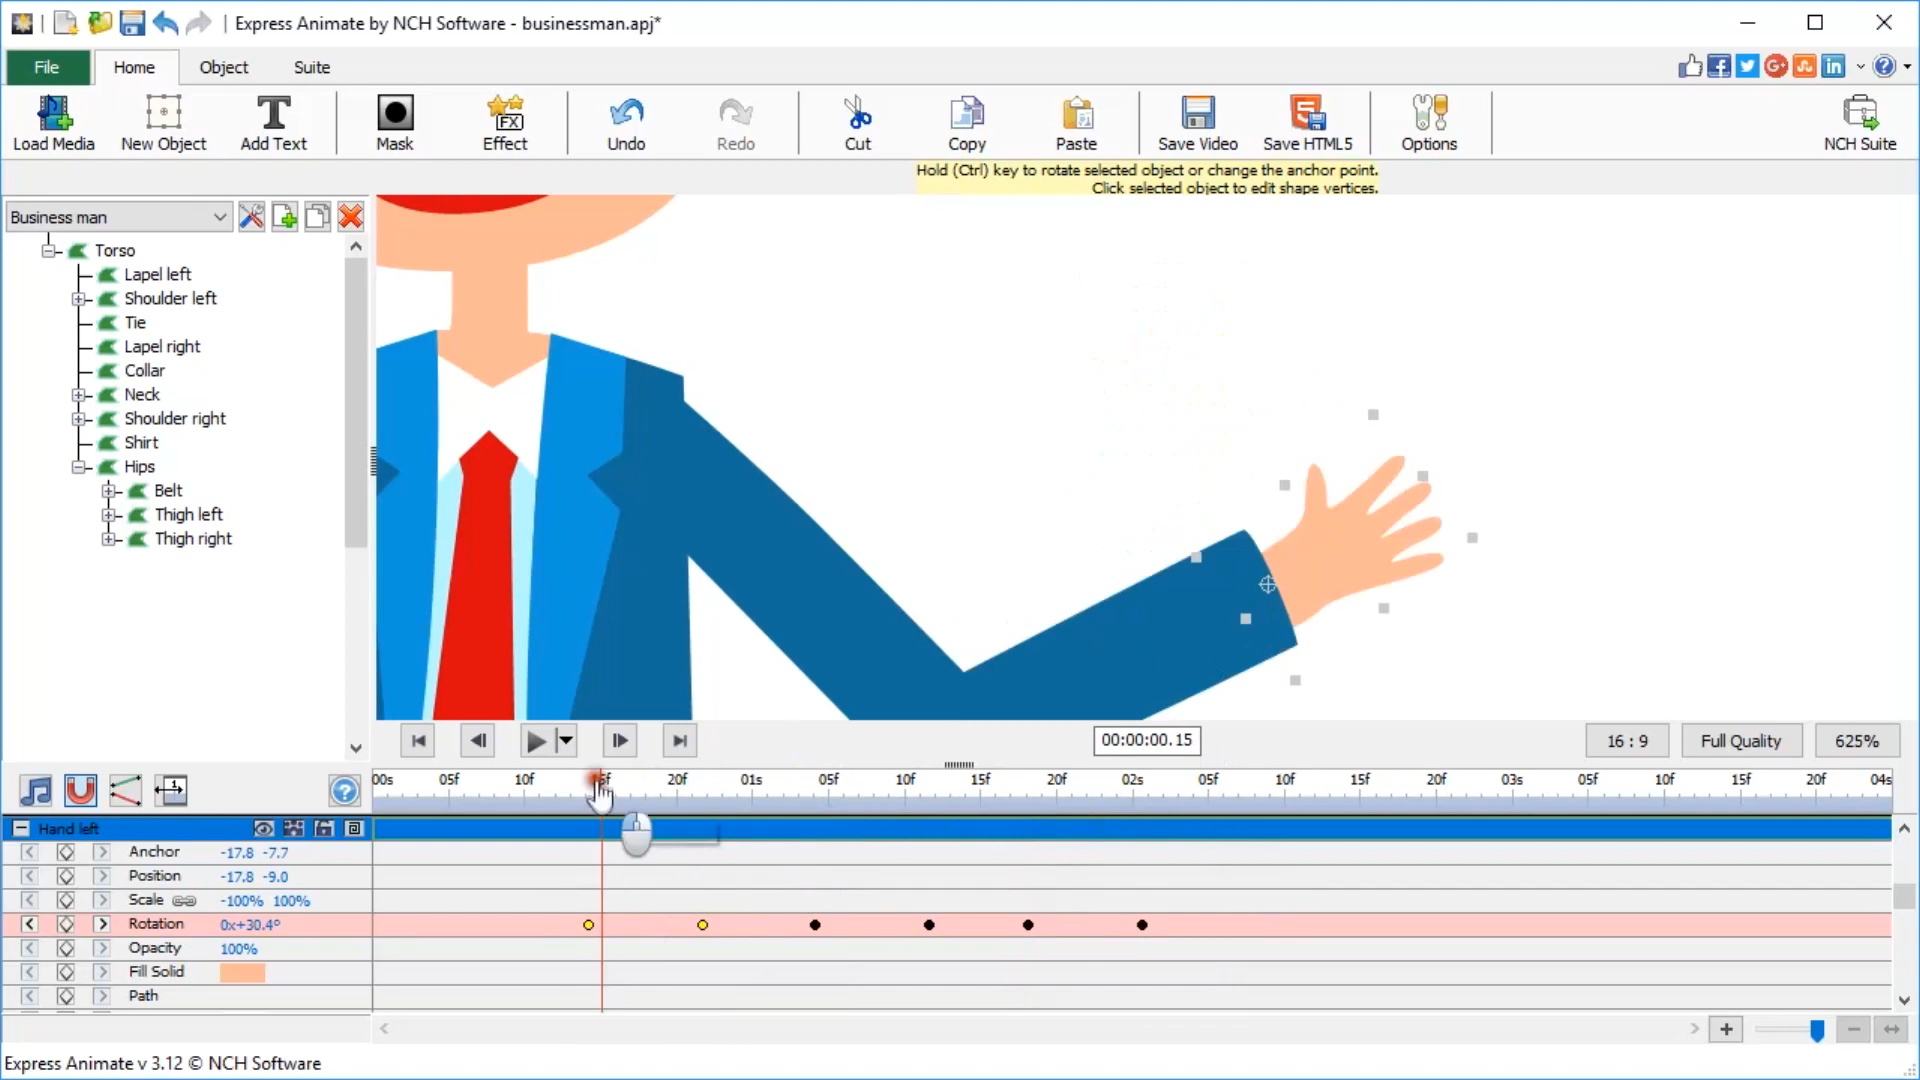 Express Animate by NCH Software - businessman.apj*
File Home Object Suite
Load Media New Object Add Text Mask FX Effect Undo Redo Cut Copy Paste Save Video Save HTML5 Options NCH Suite
Hold (Ctrl) key to rotate selected object or change the anchor point.
Click selected object to edit shape vertices.
Business man
Torso
Lapel left
Shoulder left
Tie
Lapel right
Collar
Neck
Shoulder right
Shirt
Hips
Belt
Thigh left
Thigh right
00:00:00.15 16 : 9 Full Quality 625%
00s 05f 10f 20f 01s 05f 10f 15f 20f 02s 05f 10f 15f 20f 03s 05f 10f 15f 20f 04s
Hand left
Anchor -17.8 -7.7
Position -17.8 -9.0
Scale -100% 100%
Rotation 0x+30.4º
Opacity 100%
Fill Solid
Path
Express Animate v 3.12 © NCH Software